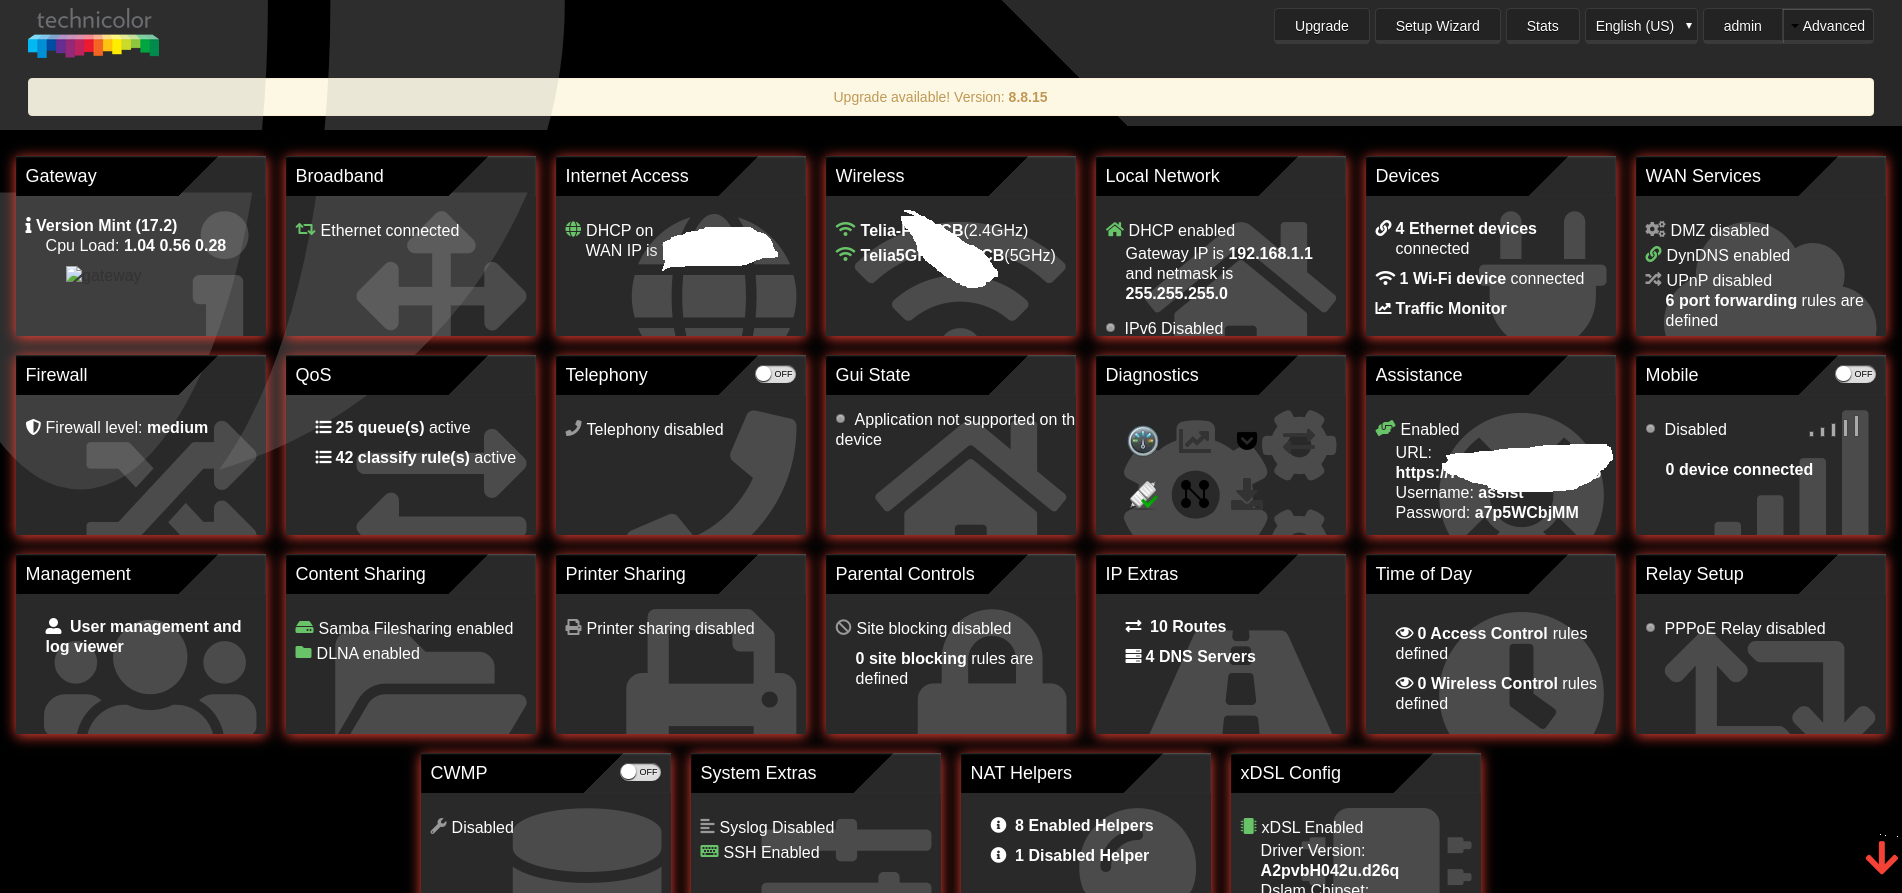 technicolor
Upgrade
Setup Wizard
Stats
English (US)
admin
Advanced
Upgrade available! Version: 8.8.15
Gateway
Version Mint (17.2)
Cpu Load: 1.04 0.56 0.28
gateway
Broadband
Ethernet connected
Internet Access
DHCP on
WAN IP is
Wireless
(2.4GHz)
(5GHz)
Local Network
DHCP enabled
Gateway IP is 192.168.1.1
and netmask is
255.255.255.0
IPv6 Disabled
Devices
4 Ethernet devices
connected
1 Wi-Fi device connected
Traffic Monitor
WAN Services
DMZ disabled
DynDNS enabled
UPnP disabled
6 port forwarding rules are
defined
Firewall
Firewall level: medium
QoS
25 queue(s) active
42 classify rule(s) active
Telephony
OFF
Telephony disabled
Gui State
Application not supported on th
device
Diagnostics
Assistance
Enabled
URL:
https:/
Username: assist
Password: a7p5WCbjMM
Mobile
OFF
Disabled
0 device connected
Management
User management and
log viewer
Content Sharing
Samba Filesharing enabled
DLNA enabled
Printer Sharing
Printer sharing disabled
Parental Controls
Site blocking disabled
0 site blocking rules are
defined
IP Extras
10 Routes
4 DNS Servers
Time of Day
0 Access Control rules
defined
0 Wireless Control rules
defined
Relay Setup
PPPoE Relay disabled
CWMP
OFF
Disabled
System Extras
Syslog Disabled
SSH Enabled
NAT Helpers
8 Enabled Helpers
1 Disabled Helper
xDSL Config
xDSL Enabled
Driver Version:
A2pvbH042u.d26q
Dslam Chipset: